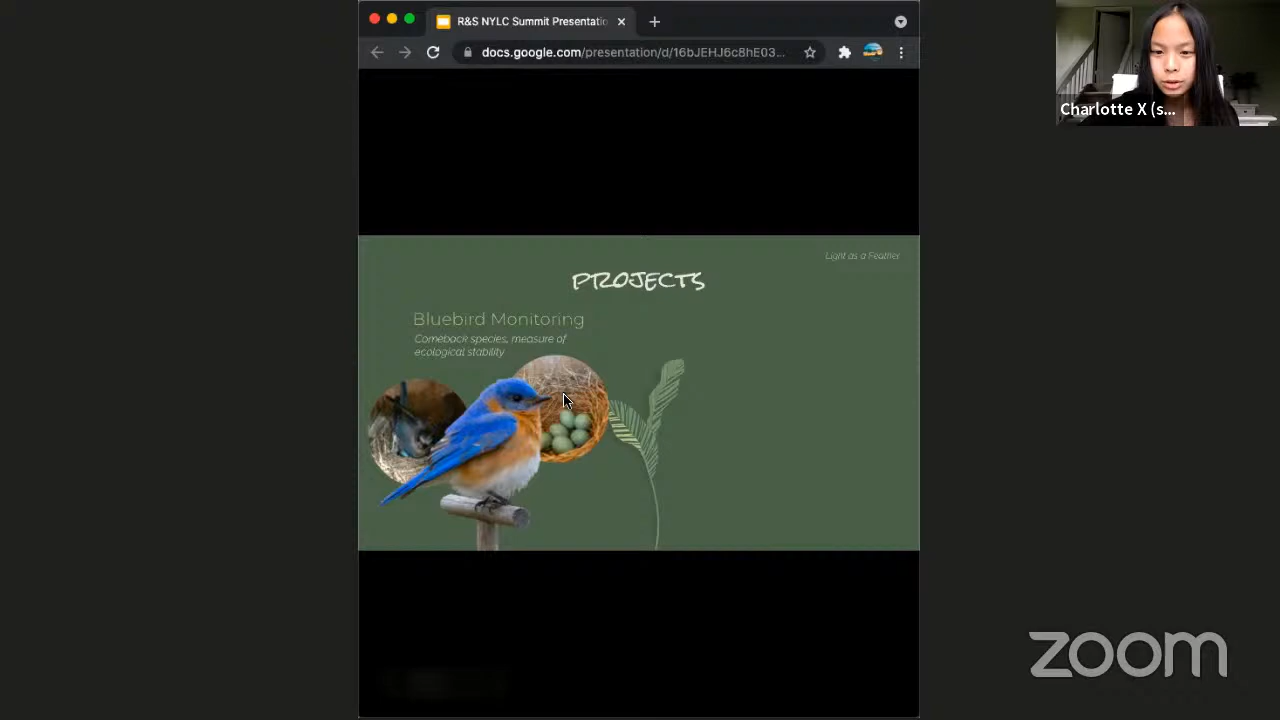 R&S NYLC Summit Presentatio
docs.google.com/presentation/d/16bJEHJ6c8hE03...
Charlotte X (s...
Light as a Feather
PROJECTS
Bluebird Monitoring
Comeback species, measure of
ecological stability
zoom